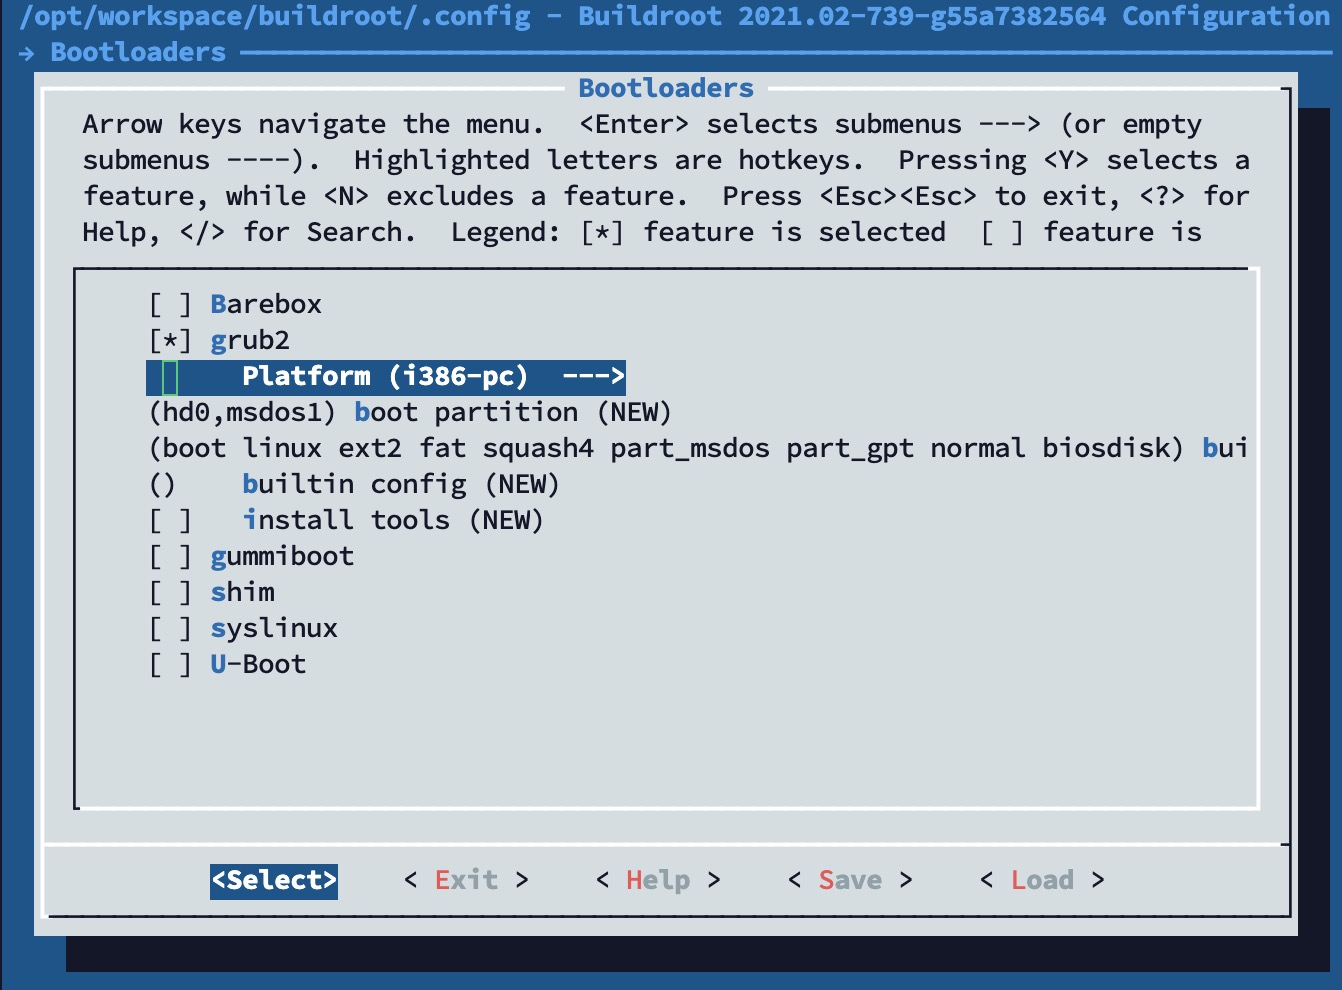 /opt/workspace/buildroot/.config - Buildroot 2021.02-739-g55a7382564 Configuration
→ Bootloaders
Bootloaders
Arrow keys navigate the menu.  <Enter> selects submenus ---> (or empty
submenus ----).  Highlighted letters are hotkeys.  Pressing <Y> selects a
feature, while <N> excludes a feature.  Press <Esc><Esc> to exit, <?> for
Help, </> for Search.  Legend: [*] feature is selected  [ ] feature is
[ ] Barebox
[*] grub2
Platform (i386-pc)  --->
(hd0,msdos1) boot partition (NEW)
(boot linux ext2 fat squash4 part_msdos part_gpt normal biosdisk) bui
()    builtin config (NEW)
[ ]   install tools (NEW)
[ ] gummiboot
[ ] shim
[ ] syslinux
[ ] U-Boot
<Select>    < Exit >    < Help >    < Save >    < Load >